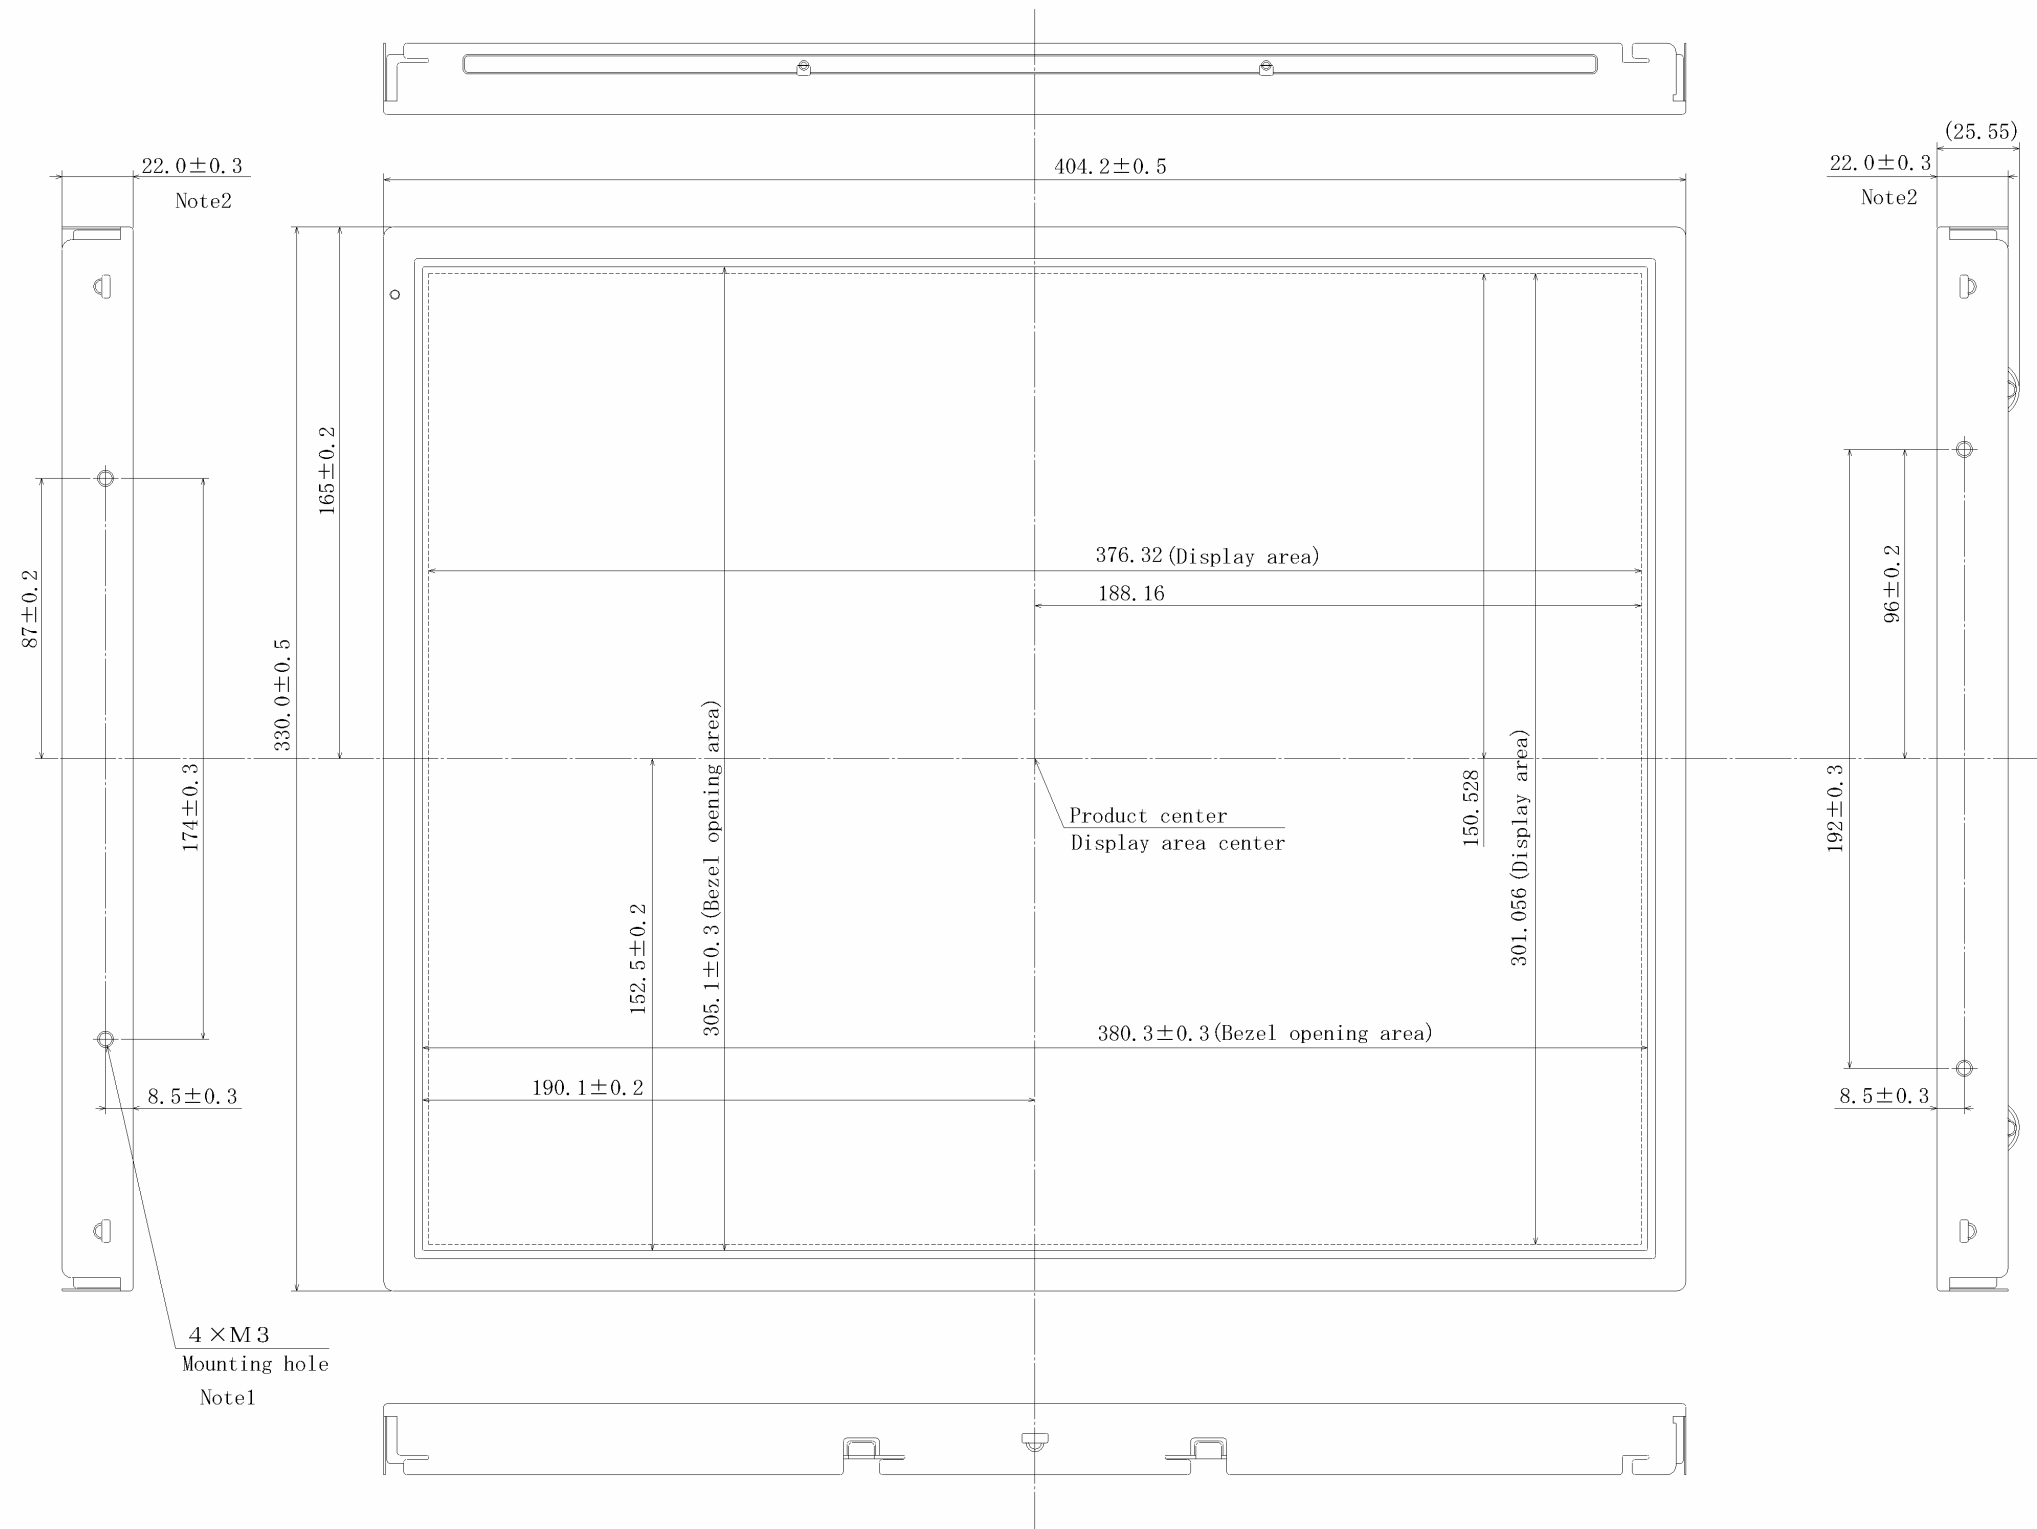 (25.55)
22.0±0.3
Note2
404.2±0.5
22.0±0.3
Note2
165±0.2
376.32(Display area)
188.16
87±0.2
96±0.2
330.0±0.5
174±0.3
305.1±0.3(Bezel opening area)
Product center
Display area center
150.528
301.056(Display area)
192±0.3
152.5±0.2
380.3±0.3(Bezel opening area)
190.1±0.2
8.5±0.3
8.5±0.3
4×M3
Mounting hole
Note1